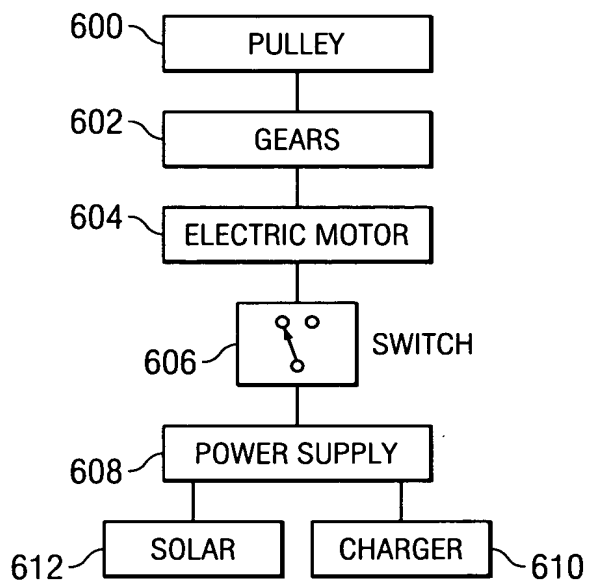 600
PULLEY
602
GEARS
604
ELECTRIC MOTOR
606
SWITCH
608
POWER SUPPLY
612
SOLAR
CHARGER
610